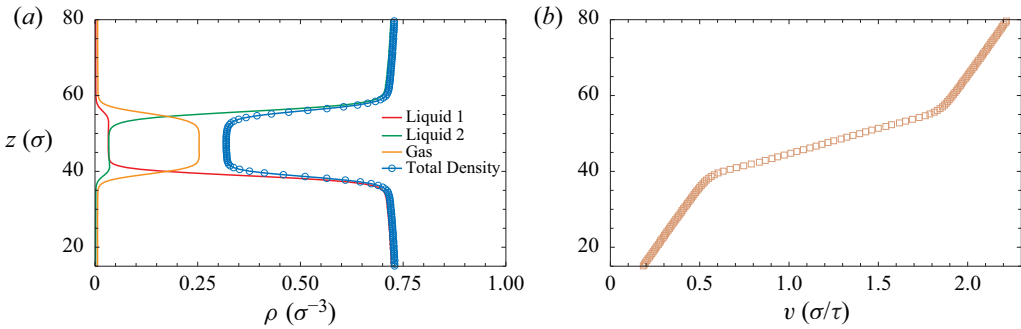 (a)
(b)
80
60
z (σ)
40
20
Liquid 1
Liquid 2
Gas
Total Density
0
0.25
0.50
0.75
1.00
ρ (σ⁻³)
80
60
40
20
0
0.5
1.0
1.5
2.0
v (σ/τ)